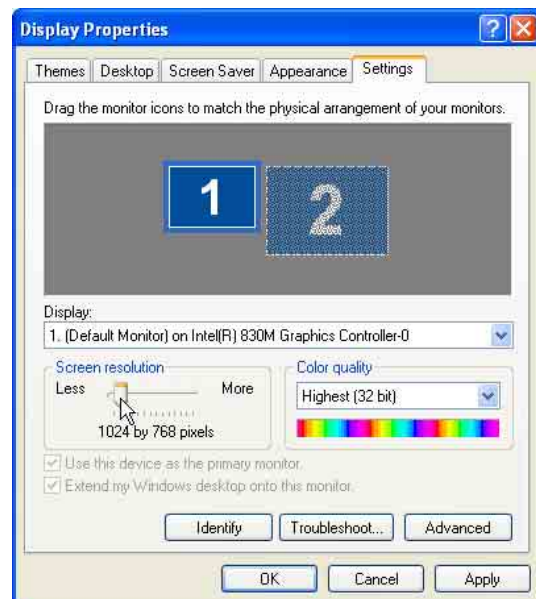 Display Properties
Themes Desktop Screen Saver Appearance Settings
Drag the monitor icons to match the physical arrangement of your monitors.
1 2
Display:
1. (Default Monitor) on Intel(R) 830M Graphics Controller-0
Screen resolution Color quality
Less More Highest (32 bit)
1024 by 768 pixels
Use this device as the primary monitor.
Extend my Windows desktop onto this monitor.
Identify Troubleshoot... Advanced
OK Cancel Apply